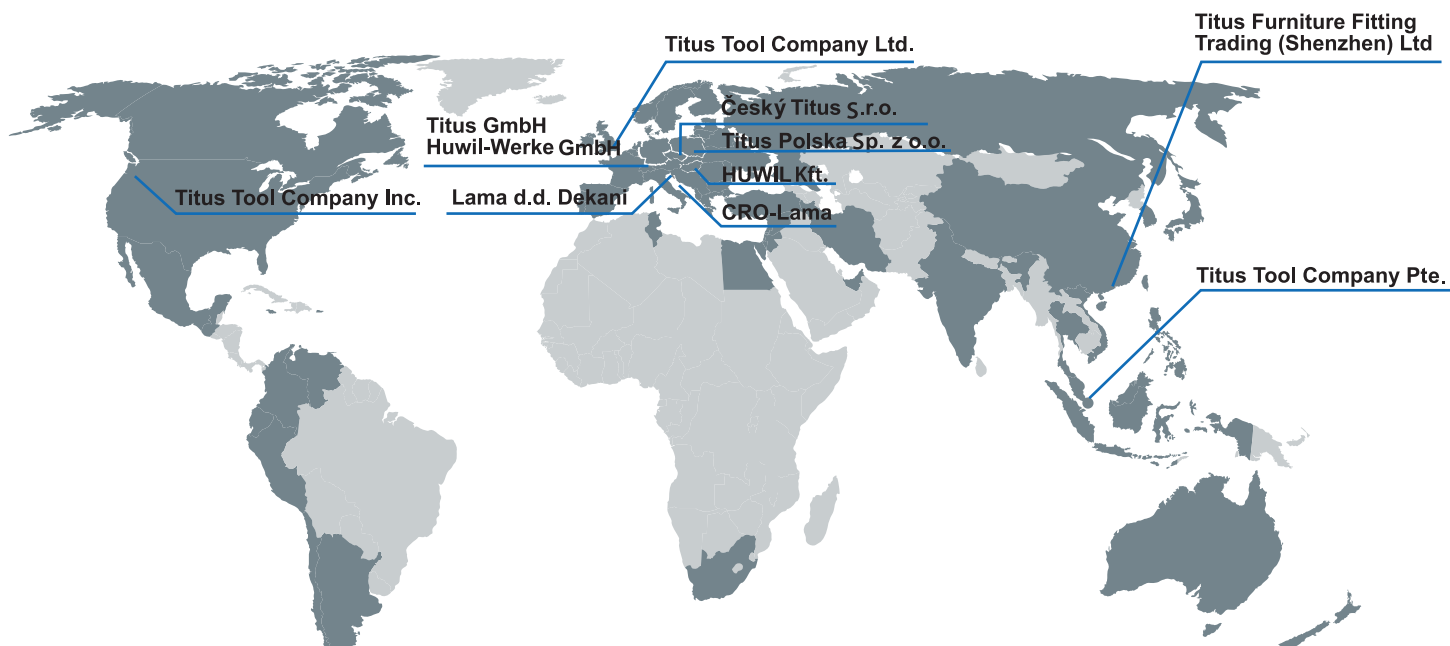 Titus Tool Company Ltd.
Titus Furniture Fitting
Trading (Shenzhen) Ltd
Český Titus S.r.o.
Titus GmbH
Huwil-Werke GmbH
Titus Polska Sp. z o.o.
HUWIL Kft.
Titus Tool Company Inc.
Lama d.d. Dekani
CRO-Lama
Titus Tool Company Pte.